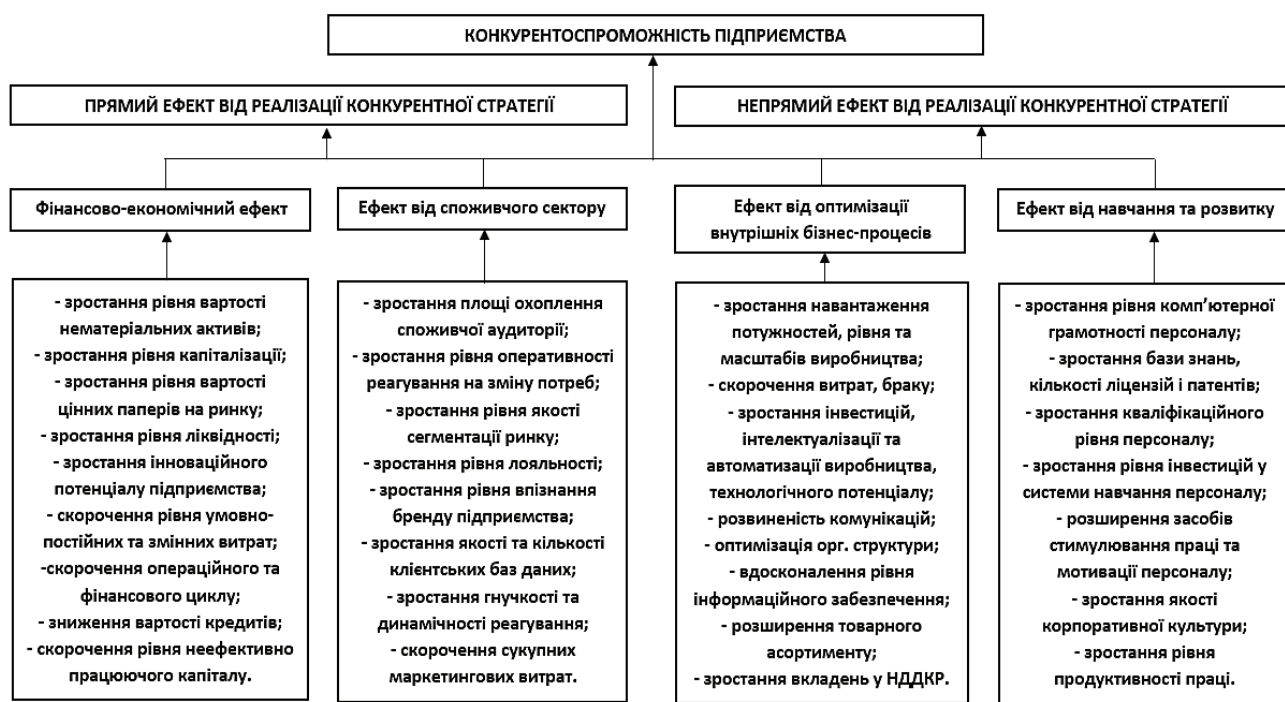 КОНКУРЕНТОСПРОМОЖНІСТЬ ПІДПРИЄМСТВА
ПРЯМИЙ ЕФЕКТ ВІД РЕАЛІЗАЦІЇ КОНКУРЕНТНОЇ СТРАТЕГІЇ
НЕПРЯМИЙ ЕФЕКТ ВІД РЕАЛІЗАЦІЇ КОНКУРЕНТНОЇ СТРАТЕГІЇ
Фінансово-економічний ефект
- зростання рівня вартості
нематеріальних активів;
- зростання рівня капіталізації;
- зростання рівня вартості
цінних паперів на ринку;
- зростання рівня ліквідності;
- зростання інноваційного
потенціалу підприємства;
- скорочення рівня умовно-
постійних та змінних витрат;
-скорочення операційного та
фінансового циклу;
- зниження вартості кредитів;
- скорочення рівня неефективно
працюючого капіталу.
Ефект від споживчого сектору
- зростання площі охоплення
споживчої аудиторії;
- зростання рівня оперативності
реагування на зміну потреб;
- зростання рівня якості
сегментації ринку;
- зростання рівня лояльності;
- зростання рівня впізнання
бренду підприємства;
- зростання якості та кількості
клієнтських баз даних;
- зростання гнучкості та
динамічності реагування;
- скорочення сукупних
маркетингових витрат.
Ефект від оптимізації
внутрішніх бізнес-процесів
- зростання навантаження
потужностей, рівня та
масштабів виробництва;
- скорочення витрат, браку;
- зростання інвестицій,
інтелектуалізації та
автоматизації виробництва,
технологічного потенціалу;
- розвиненість комунікацій;
- оптимізація орг. структури;
- вдосконалення рівня
інформаційного забезпечення;
- розширення товарного
асортименту;
- зростання вкладень у НДДКР.
Ефект від навчання та розвитку
- зростання рівня комп’ютерної
грамотності персоналу;
- зростання бази знань,
кількості ліцензій і патентів;
- зростання кваліфікаційного
рівня персоналу;
- зростання рівня інвестицій у
системи навчання персоналу;
- розширення засобів
стимулювання праці та
мотивації персоналу;
- зростання якості
корпоративної культури;
- зростання рівня
продуктивності праці.